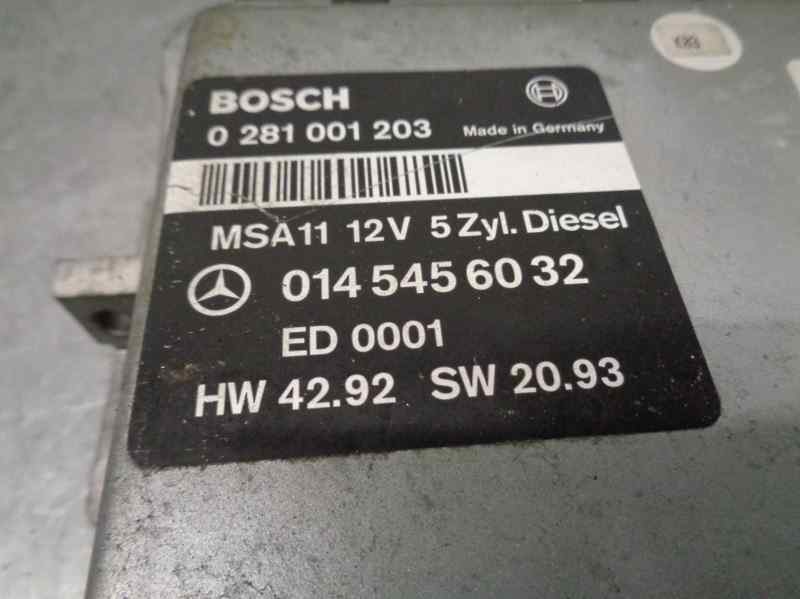 BOSCH
0 281 001 203 Made in Germany
MSA11 12V 5 Zyl. Diesel
014 545 60 32
ED 0001
HW 42.92 SW 20.93